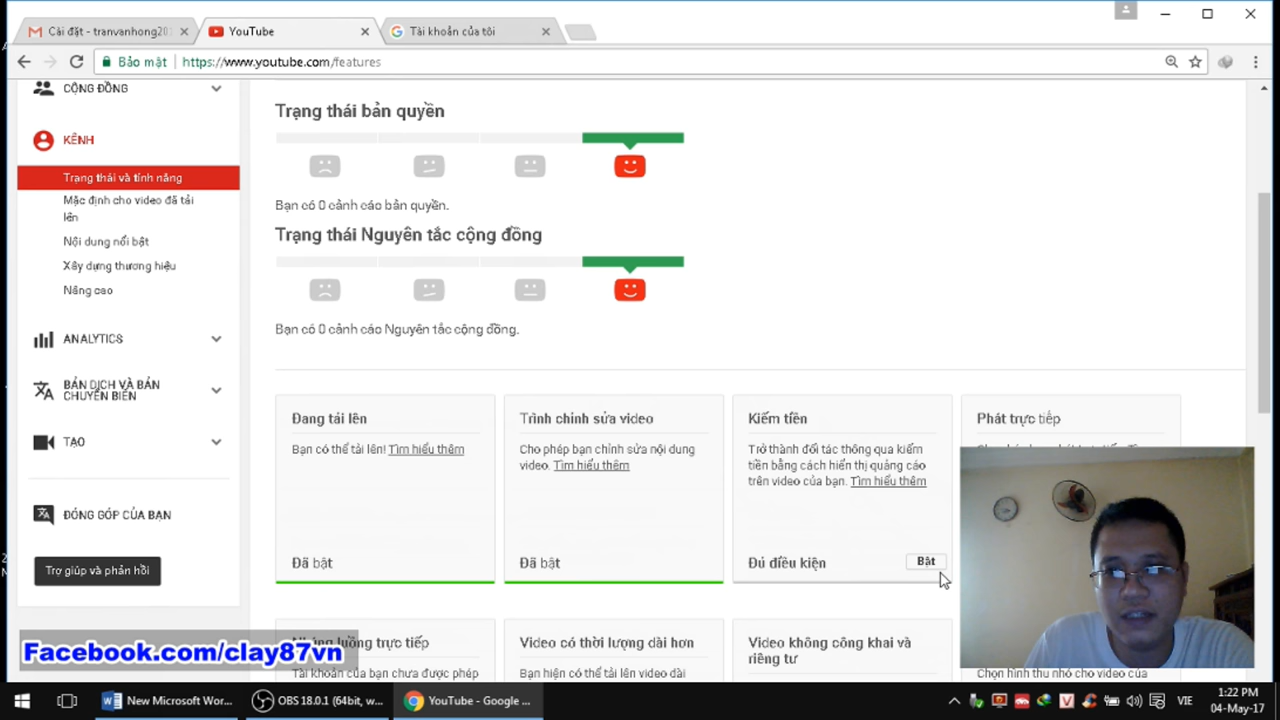 Cài đặt - tranvanhong20
YouTube
Tài khoản của tôi
Bảo mật
https://www.youtube.com/features
CỘNG ĐỒNG
KÊNH
Trạng thái và tính năng
Mặc định cho video đã tải
lên
Nội dung nổi bật
Xây dựng thương hiệu
Nâng cao
ANALYTICS
BẢN DỊCH VÀ BẢN
CHUYỂN BIÊN
TẠO
ĐÓNG GÓP CỦA BẠN
Trợ giúp và phản hồi
Trạng thái bản quyền
Bạn có 0 cảnh cáo bản quyền.
Trạng thái Nguyên tắc cộng đồng
Bạn có 0 cảnh cáo Nguyên tắc cộng đồng.
Đang tải lên
Bạn có thể tải lên! Tìm hiểu thêm
Đã bật
Trình chỉnh sửa video
Cho phép bạn chỉnh sửa nội dung
video. Tìm hiểu thêm
Đã bật
Kiếm tiền
Trở thành đối tác thông qua kiếm
tiền bằng cách hiển thị quảng cáo
trên video của bạn. Tìm hiểu thêm
Đủ điều kiện
Bật
Phát trực tiếp
luồng trực tiếp
Tài khoản của bạn chưa được phép
Video có thời lượng dài hơn
Bạn hiện có thể tải lên video dài
Video không công khai và
riêng tư
Chọn hình thu nhỏ cho video của
Facebook.com/clay87vn
New Microsoft Wor...
OBS 18.0.1 (64bit, w...
YouTube - Google ...
VIE
1:22 PM
04-May-17